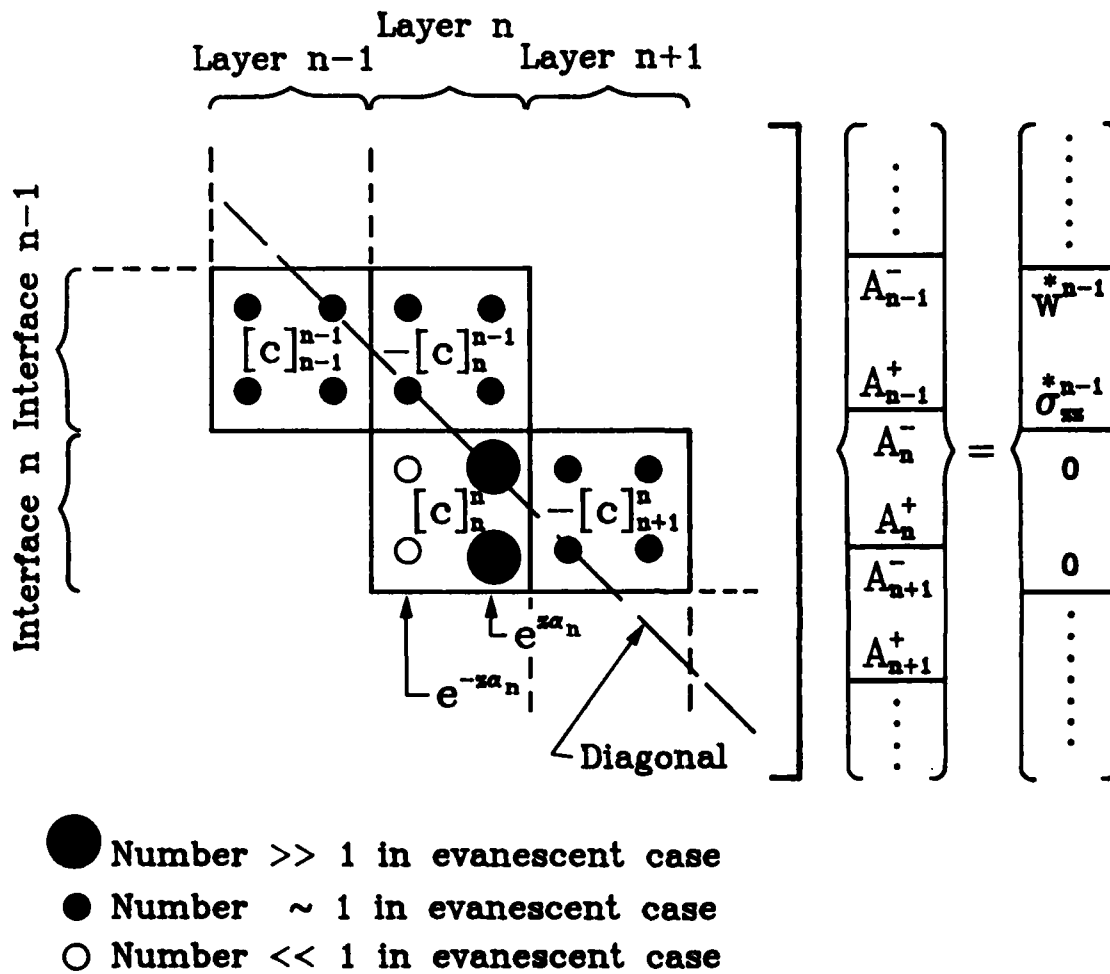 Layer n
Layer n-1 Layer n+1
Interface n-1
Interface n
[c]ⁿ⁻¹ₙ₋₁ -[c]ⁿ⁻¹ₙ
[c]ⁿₙ -[c]ⁿₙ₊₁
e^{zαₙ}
e^{-zαₙ}
Diagonal
A⁻ₙ₋₁
A⁺ₙ₋₁
A⁻ₙ
A⁺ₙ
A⁻ₙ₊₁
A⁺ₙ₊₁
=
w*ⁿ⁻¹
σ*ⁿ⁻¹_zz
0
0
Number >> 1 in evanescent case
Number ~ 1 in evanescent case
Number << 1 in evanescent case